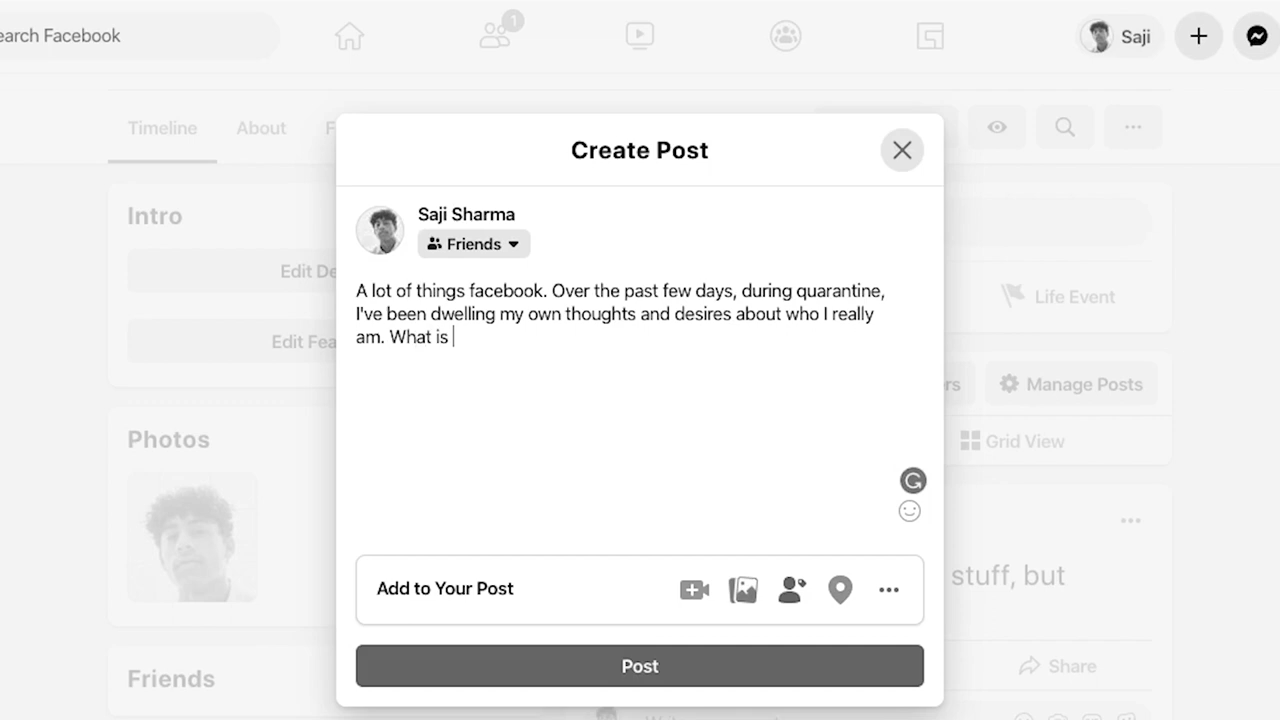 earch Facebook
1
Saji
Timeline
About
F
Create Post
Intro
Saji Sharma
Friends
Edit De
A lot of things facebook. Over the past few days, during quarantine,
I've been dwelling my own thoughts and desires about who I really
am. What is
Life Event
Edit Fea
rs
Manage Posts
Photos
Grid View
stuff, but
Add to Your Post
Post
Share
Friends